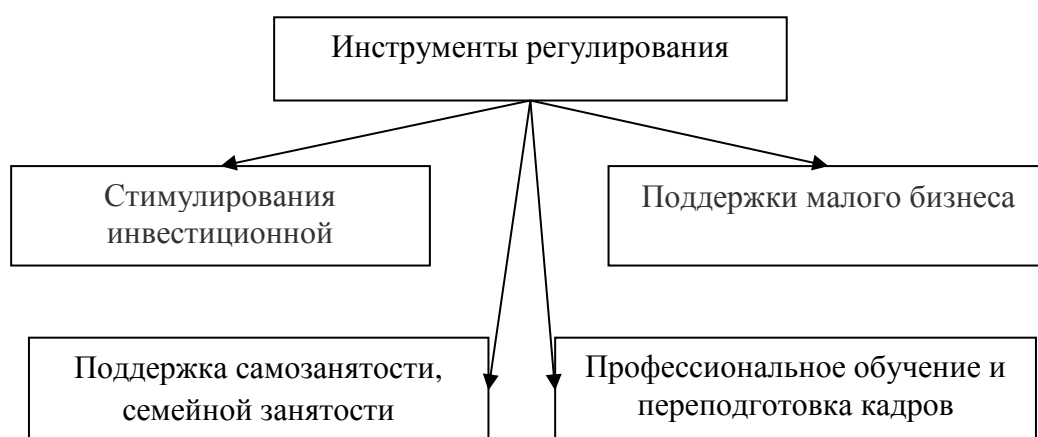 Инструменты регулирования
Стимулирования
инвестиционной
Поддержки малого бизнеса
Поддержка самозанятости,
семейной занятости
Профессиональное обучение и
переподготовка кадров